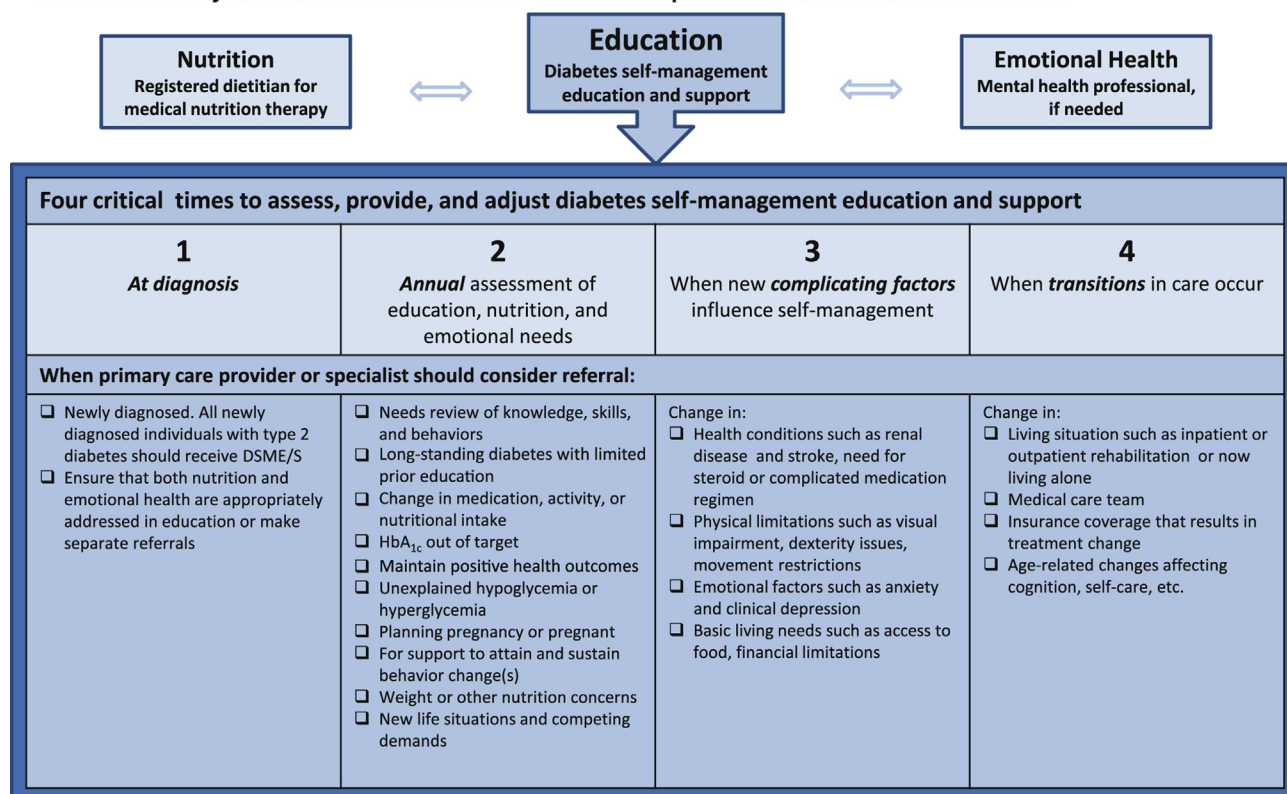 Nutrition
Registered dietitian for
medical nutrition therapy
Education
Diabetes self-management
education and support
Emotional Health
Mental health professional,
if needed
Four critical times to assess, provide, and adjust diabetes self-management education and support
1
At diagnosis
2
Annual assessment of
education, nutrition, and
emotional needs
3
When new complicating factors
influence self-management
4
When transitions in care occur
When primary care provider or specialist should consider referral:
❑ Newly diagnosed. All newly
diagnosed individuals with type 2
diabetes should receive DSME/S
❑ Ensure that both nutrition and
emotional health are appropriately
addressed in education or make
separate referrals
❑ Needs review of knowledge, skills,
and behaviors
❑ Long-standing diabetes with limited
prior education
❑ Change in medication, activity, or
nutritional intake
❑ HbA1c out of target
❑ Maintain positive health outcomes
❑ Unexplained hypoglycemia or
hyperglycemia
❑ Planning pregnancy or pregnant
❑ For support to attain and sustain
behavior change(s)
❑ Weight or other nutrition concerns
❑ New life situations and competing
demands
Change in:
❑ Health conditions such as renal
disease and stroke, need for
steroid or complicated medication
regimen
❑ Physical limitations such as visual
impairment, dexterity issues,
movement restrictions
❑ Emotional factors such as anxiety
and clinical depression
❑ Basic living needs such as access to
food, financial limitations
Change in:
❑ Living situation such as inpatient or
outpatient rehabilitation or now
living alone
❑ Medical care team
❑ Insurance coverage that results in
treatment change
❑ Age-related changes affecting
cognition, self-care, etc.